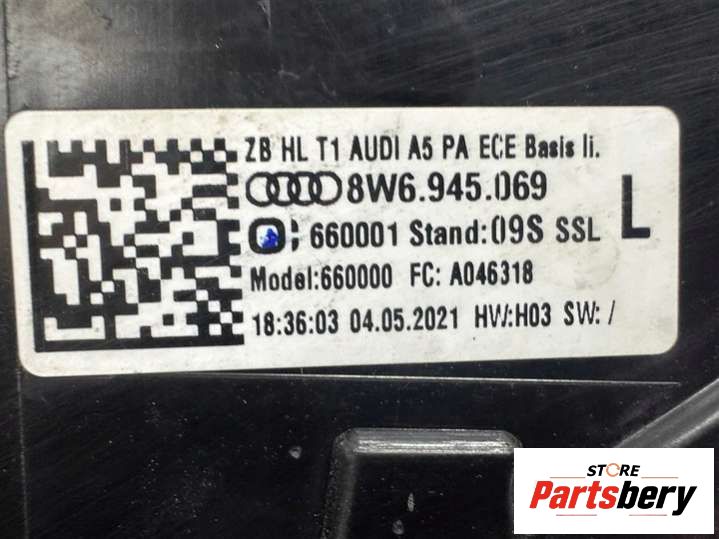 ZB HL T1 AUDI A5 PA ECE Basis li.
8W6.945.069
660001 Stand:09S SSL
L
Model:660000 FC: A046318
18:36:03 04.05.2021 HW:H03 SW: /
STORE
Partsbery